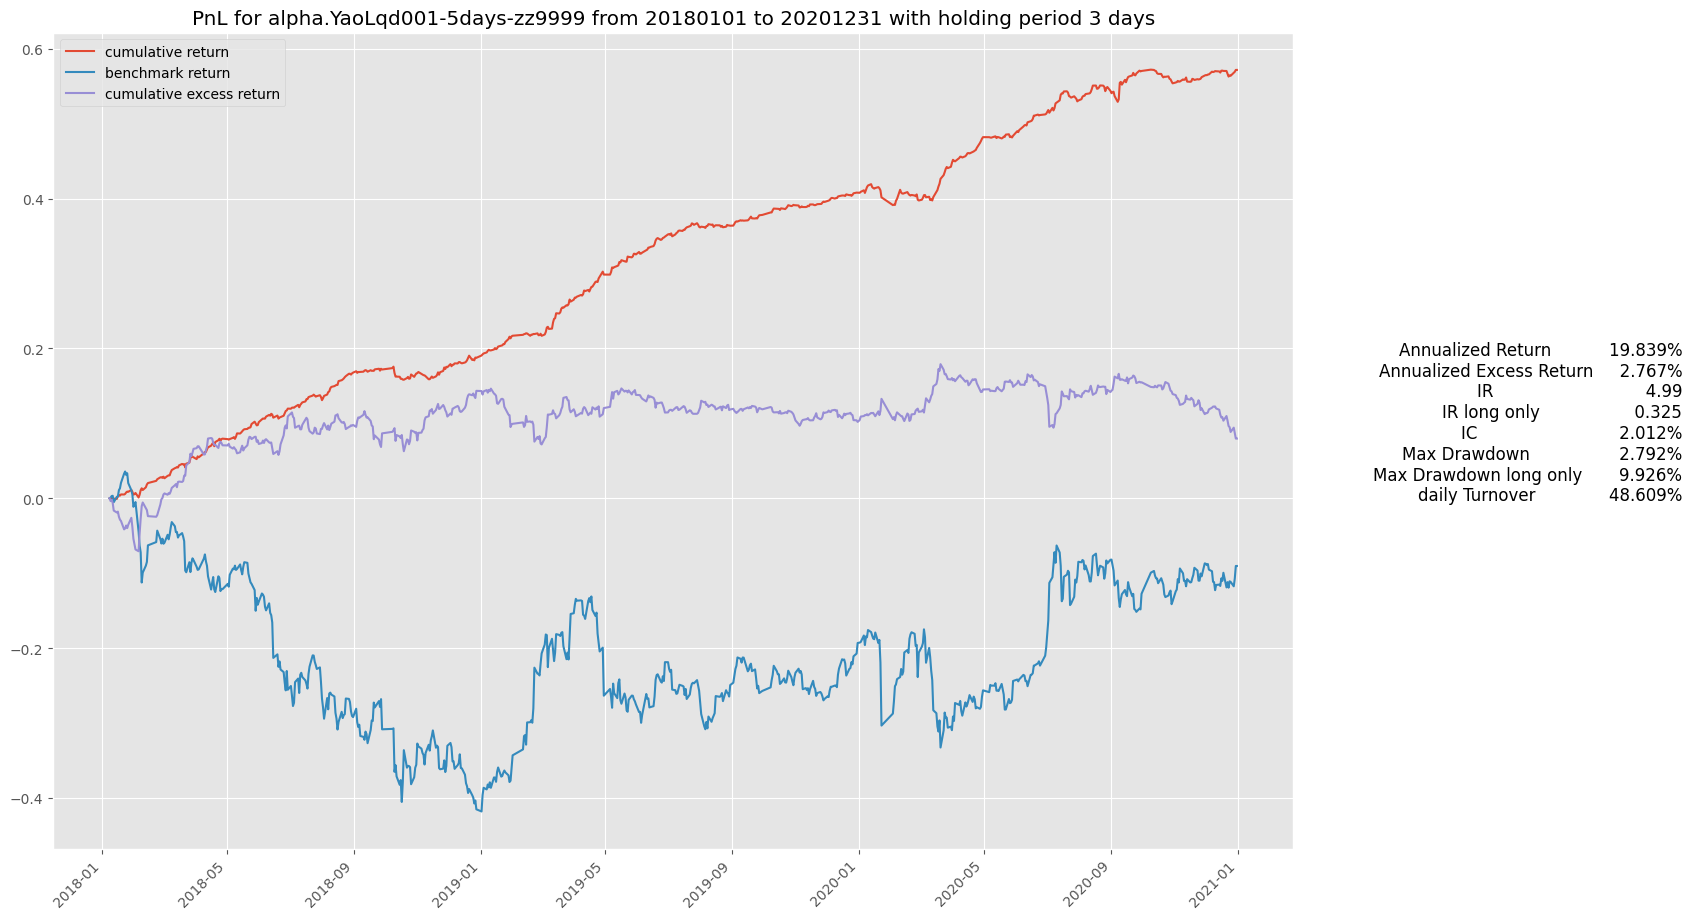 PnL for alpha.YaoLqd001-5days-zz9999 from 20180101 to 20201231 with holding period 3 days
cumulative return
benchmark return
cumulative excess return
0.6
0.4
0.2
0.0
−0.2
−0.4
2018-01
2018-05
2018-09
2019-01
2019-05
2019-09
2020-01
2020-05
2020-09
2021-01
Annualized Return 19.839%
Annualized Excess Return 2.767%
IR 4.99
IR long only 0.325
IC 2.012%
Max Drawdown 2.792%
Max Drawdown long only 9.926%
daily Turnover 48.609%